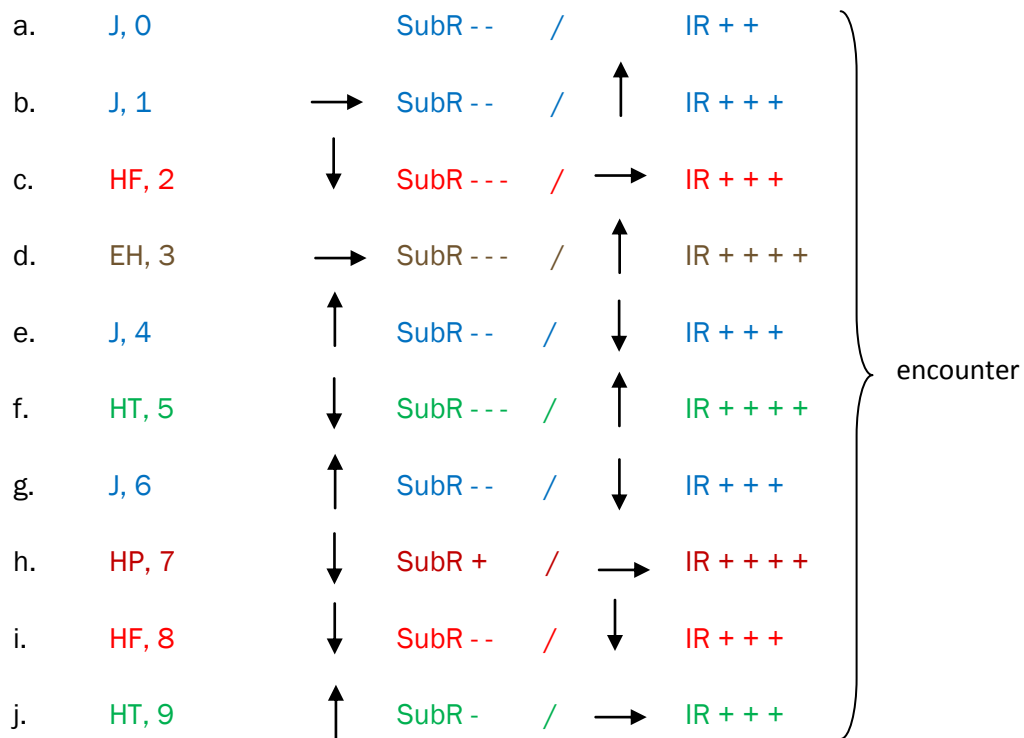 a. J, 0 SubR - - / IR + +
b. J, 1 → SubR - - / ↑ IR + + +
c. HF, 2 ↓ SubR - - - / → IR + + +
d. EH, 3 → SubR - - - / ↑ IR + + + +
e. J, 4 ↑ SubR - - / ↓ IR + + +
encounter
f. HT, 5 ↓ SubR - - - / ↑ IR + + + +
g. J, 6 ↑ SubR - - / ↓ IR + + +
h. HP, 7 ↓ SubR + / → IR + + + +
i. HF, 8 ↓ SubR - - / ↓ IR + + +
j. HT, 9 ↑ SubR - / → IR + + +